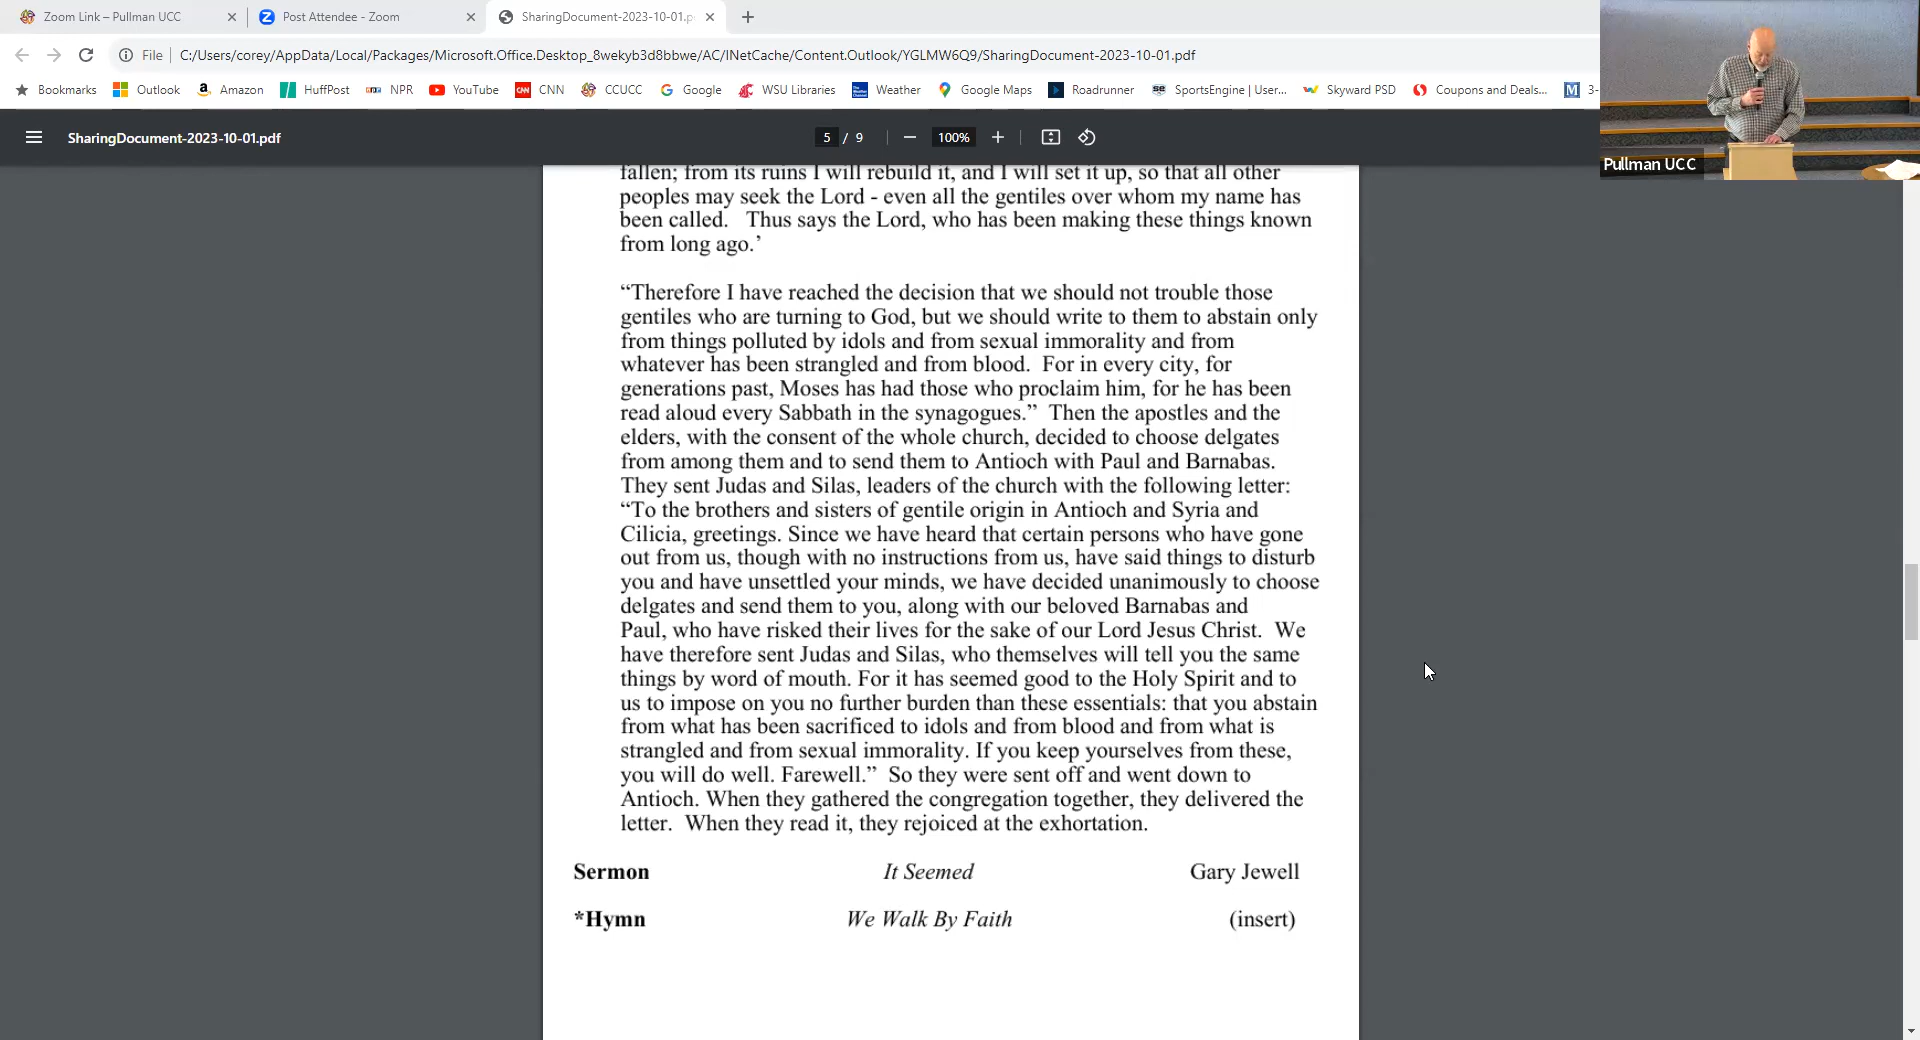 Zoom Link – Pullman UCC
Post Attendee - Zoom
SharingDocument-2023-10-01.p
File
C:/Users/corey/AppData/Local/Packages/Microsoft.Office.Desktop_8wekyb3d8bbwe/AC/INetCache/Content.Outlook/YGLMW6Q9/SharingDocument-2023-10-01.pdf
Bookmarks Outlook Amazon HuffPost NPR YouTube CNN CCUCC Google WSU Libraries Weather Google Maps Roadrunner SportsEngine | User... Skyward PSD Coupons and Deals... 3-
SharingDocument-2023-10-01.pdf
5 / 9
100%
Pullman UCC
fallen; from its ruins I will rebuild it, and I will set it up, so that all other
peoples may seek the Lord - even all the gentiles over whom my name has
been called. Thus says the Lord, who has been making these things known
from long ago.’
“Therefore I have reached the decision that we should not trouble those
gentiles who are turning to God, but we should write to them to abstain only
from things polluted by idols and from sexual immorality and from
whatever has been strangled and from blood. For in every city, for
generations past, Moses has had those who proclaim him, for he has been
read aloud every Sabbath in the synagogues.” Then the apostles and the
elders, with the consent of the whole church, decided to choose delgates
from among them and to send them to Antioch with Paul and Barnabas.
They sent Judas and Silas, leaders of the church with the following letter:
“To the brothers and sisters of gentile origin in Antioch and Syria and
Cilicia, greetings. Since we have heard that certain persons who have gone
out from us, though with no instructions from us, have said things to disturb
you and have unsettled your minds, we have decided unanimously to choose
delgates and send them to you, along with our beloved Barnabas and
Paul, who have risked their lives for the sake of our Lord Jesus Christ. We
have therefore sent Judas and Silas, who themselves will tell you the same
things by word of mouth. For it has seemed good to the Holy Spirit and to
us to impose on you no further burden than these essentials: that you abstain
from what has been sacrificed to idols and from blood and from what is
strangled and from sexual immorality. If you keep yourselves from these,
you will do well. Farewell.” So they were sent off and went down to
Antioch. When they gathered the congregation together, they delivered the
letter. When they read it, they rejoiced at the exhortation.
Sermon It Seemed Gary Jewell
*Hymn We Walk By Faith (insert)